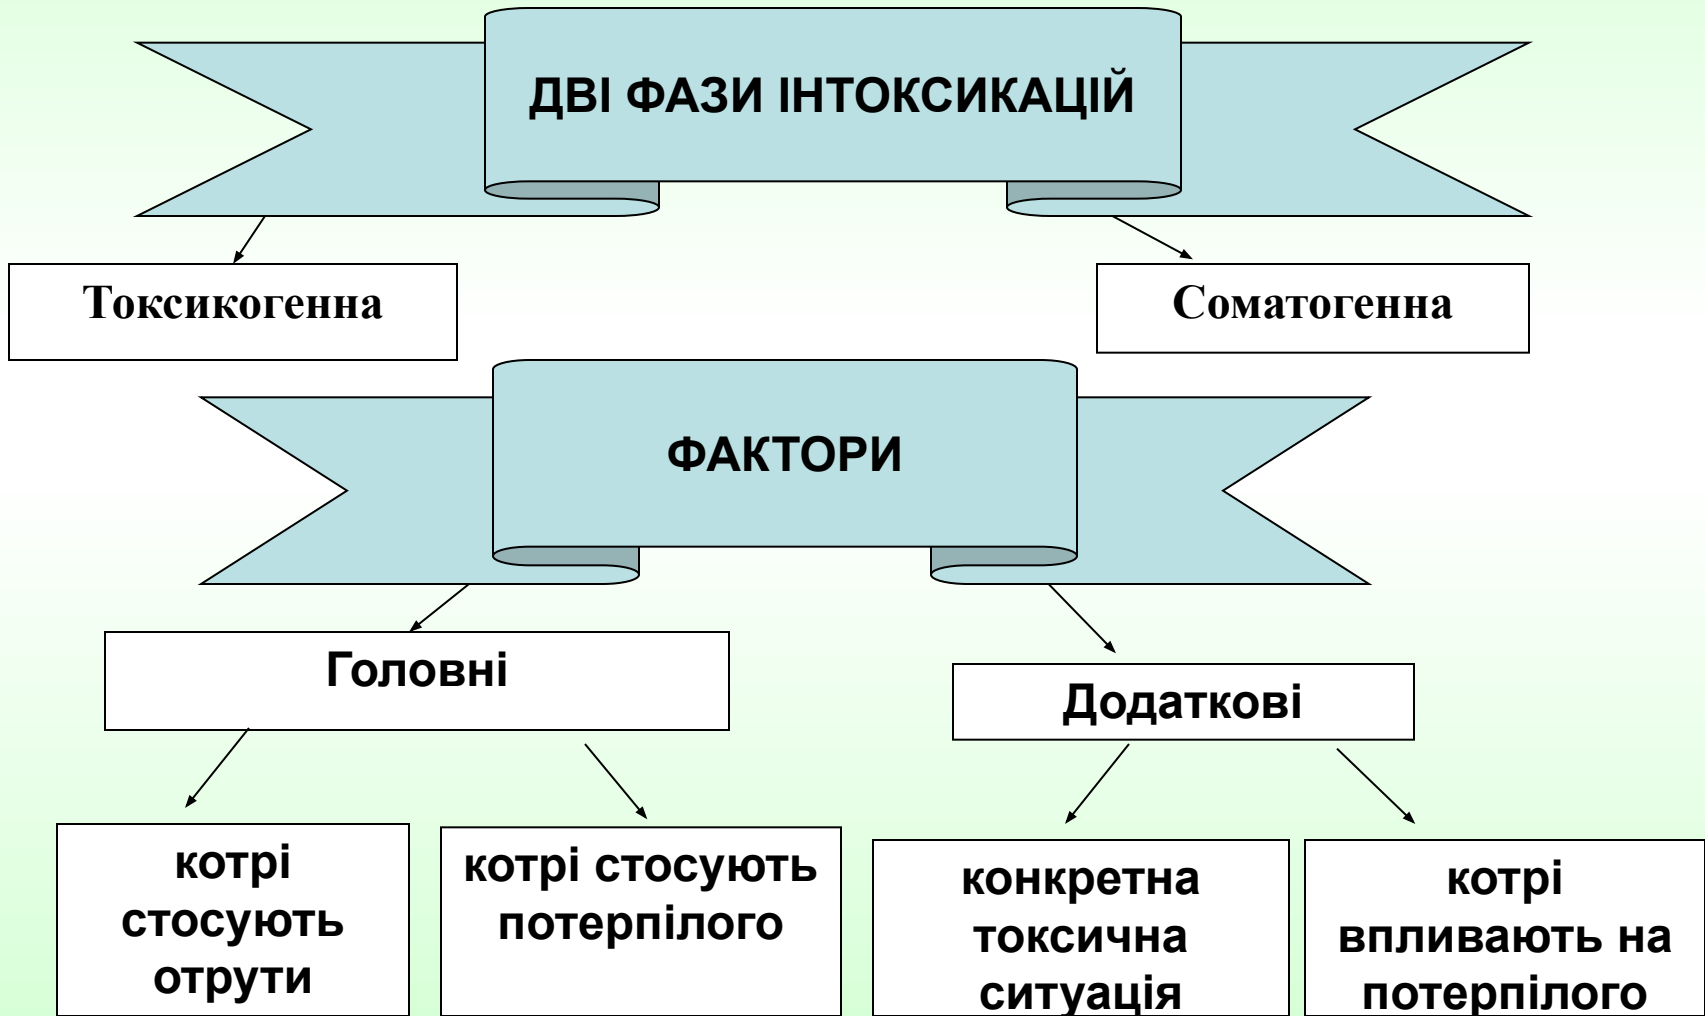 ДВІ ФАЗИ ІНТОКСИКАЦІЙ
Токсикогенна
Соматогенна
ФАКТОРИ
Головні
Додаткові
котрі
стосують
отрути
котрі стосують
потерпілого
конкретна
токсична
ситуація
котрі
впливають на
потерпілого